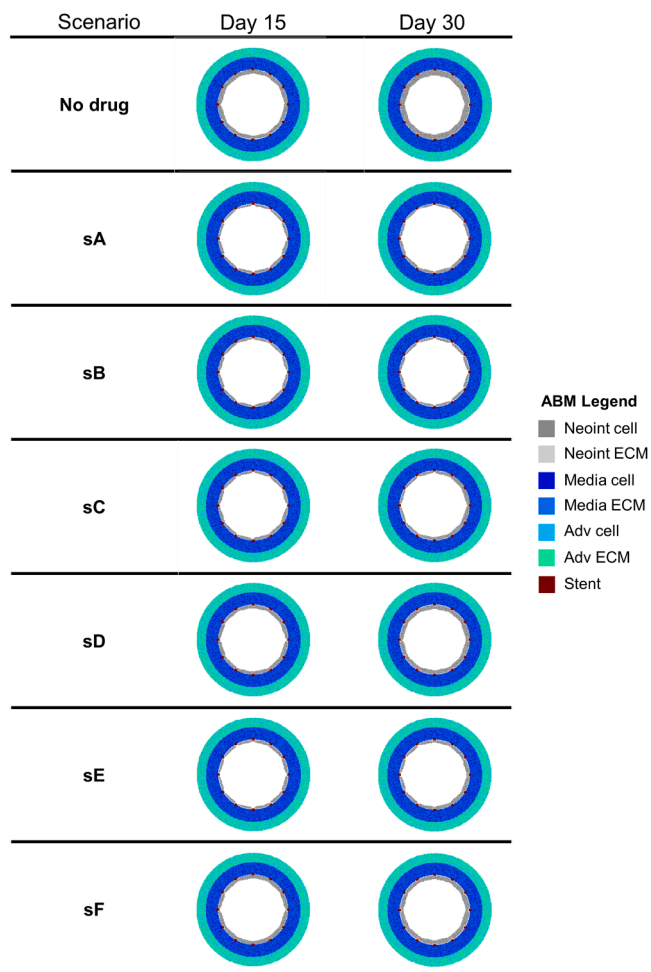 Scenario Day 15 Day 30
No drug
sA
sB
sC
sD
sE
sF
ABM Legend
Neoint cell
Neoint ECM
Media cell
Media ECM
Adv cell
Adv ECM
Stent